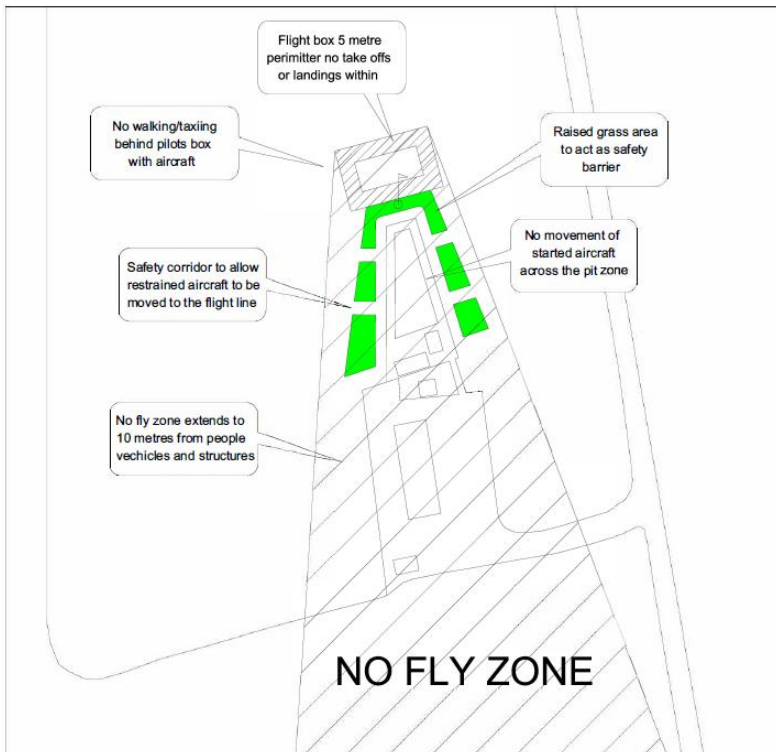 Flight box 5 metre
perimitter no take offs
or landings within
No walking/taxiing
behind pilots box
with aircraft
Raised grass area
to act as safety
barrier
No movement of
started aircraft
across the pit zone
Safety corridor to allow
restrained aircraft to be
moved to the flight line
No fly zone extends to
10 metres from people
vechicles and structures
NO FLY ZONE